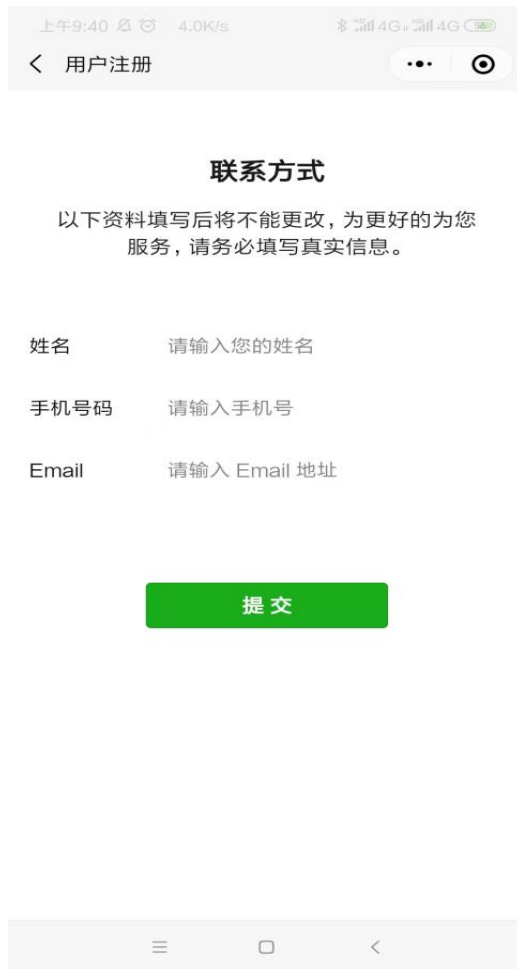 上午9:40 4.0K/s HD 4G HD 4G
用户注册
联系方式
以下资料填写后将不能更改，为更好的为您
服务，请务必填写真实信息。
姓名 请输入您的姓名
手机号码 请输入手机号
Email 请输入 Email 地址
提交